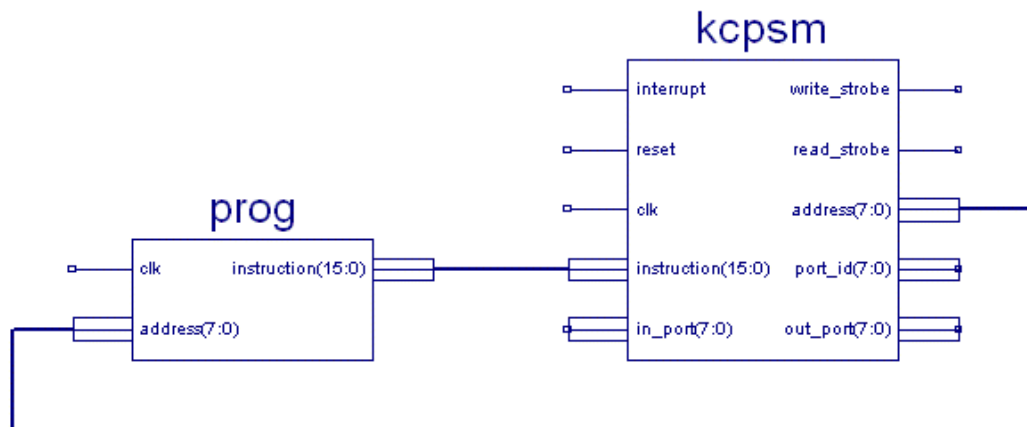 kcpsm
interrupt write_strobe
reset read_strobe
prog
clk address(7:0)
clk instruction(15:0)
instruction(15:0) port_id(7:0)
address(7:0)
in_port(7:0) out_port(7:0)